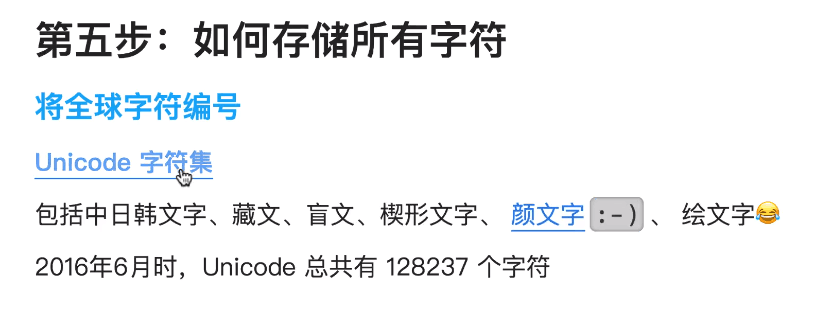 第五步：如何存储所有字符
将全球字符编号
Unicode 字符集
包括中日韩文字、藏文、盲文、楔形文字、 颜文字 :-) 、 绘文字😂
2016年6月时，Unicode 总共有 128237 个字符